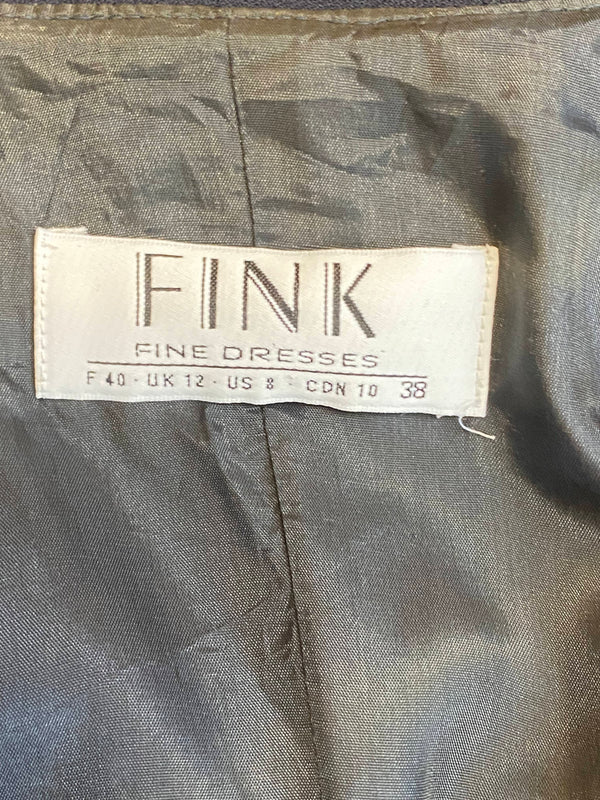 FINK
FINE DRESSES
F 40 · UK 12 · US 8 · CDN 10 38